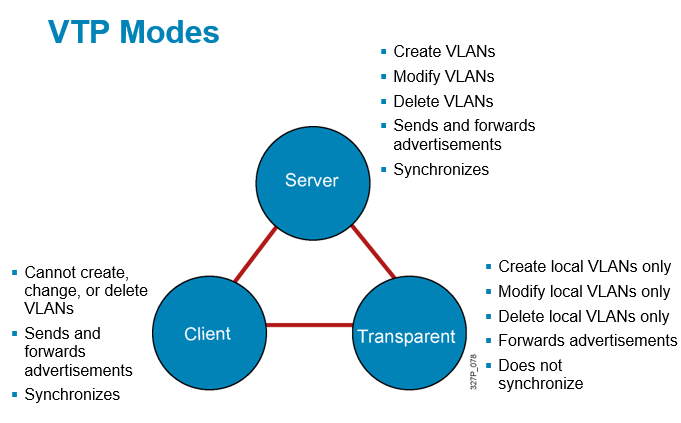 VTP Modes
Create VLANs
Modify VLANs
Delete VLANs
Sends and forwards
advertisements
Synchronizes
Server
Cannot create,
change, or delete
VLANs
Sends and
forwards
advertisements
Synchronizes
Client
Transparent
Create local VLANs only
Modify local VLANs only
Delete local VLANs only
Forwards advertisements
Does not
synchronize
327P_078